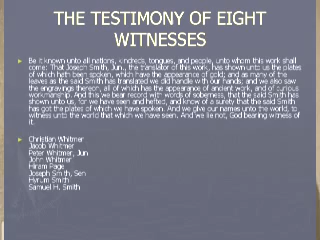 THE TESTIMONY OF EIGHT
WITNESSES
Be it known unto all nations, kindreds, tongues, and people, unto whom this work shall
come: That Joseph Smith, Jun., the translator of this work, has shown unto us the plates
of which hath been spoken, which have the appearance of gold; and as many of the
leaves as the said Smith has translated we did handle with our hands; and we also saw
the engravings thereon, all of which has the appearance of ancient work, and of curious
workmanship. And this we bear record with words of soberness, that the said Smith has
shown unto us, for we have seen and hefted, and know of a surety that the said Smith
has got the plates of which we have spoken. And we give our names unto the world, to
witness unto the world that which we have seen. And we lie not, God bearing witness of
it.
Christian Whitmer
Jacob Whitmer
Peter Whitmer, Jun
John Whitmer
Hiram Page
Joseph Smith, Sen
Hyrum Smith
Samuel H. Smith